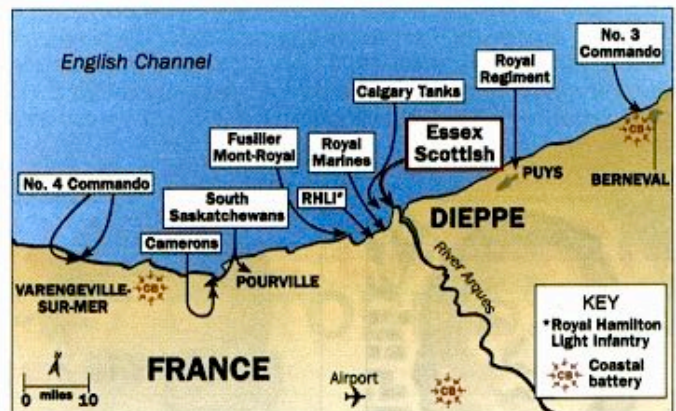 English Channel
No. 3
Commando
Royal
Regiment
Calgary Tanks
Essex
Scottish
Fusilier
Mont-Royal
Royal
Marines
No. 4 Commando
South
Saskatchewans
RHLI*
Camerons
PUYS
BERNEVAL
CB
DIEPPE
River Arques
POURVILLE
VARENGEVILLE-
SUR-MER
CB
KEY
*Royal Hamilton
Light Infantry
CB Coastal
battery
FRANCE
Airport
CB
0 miles 10